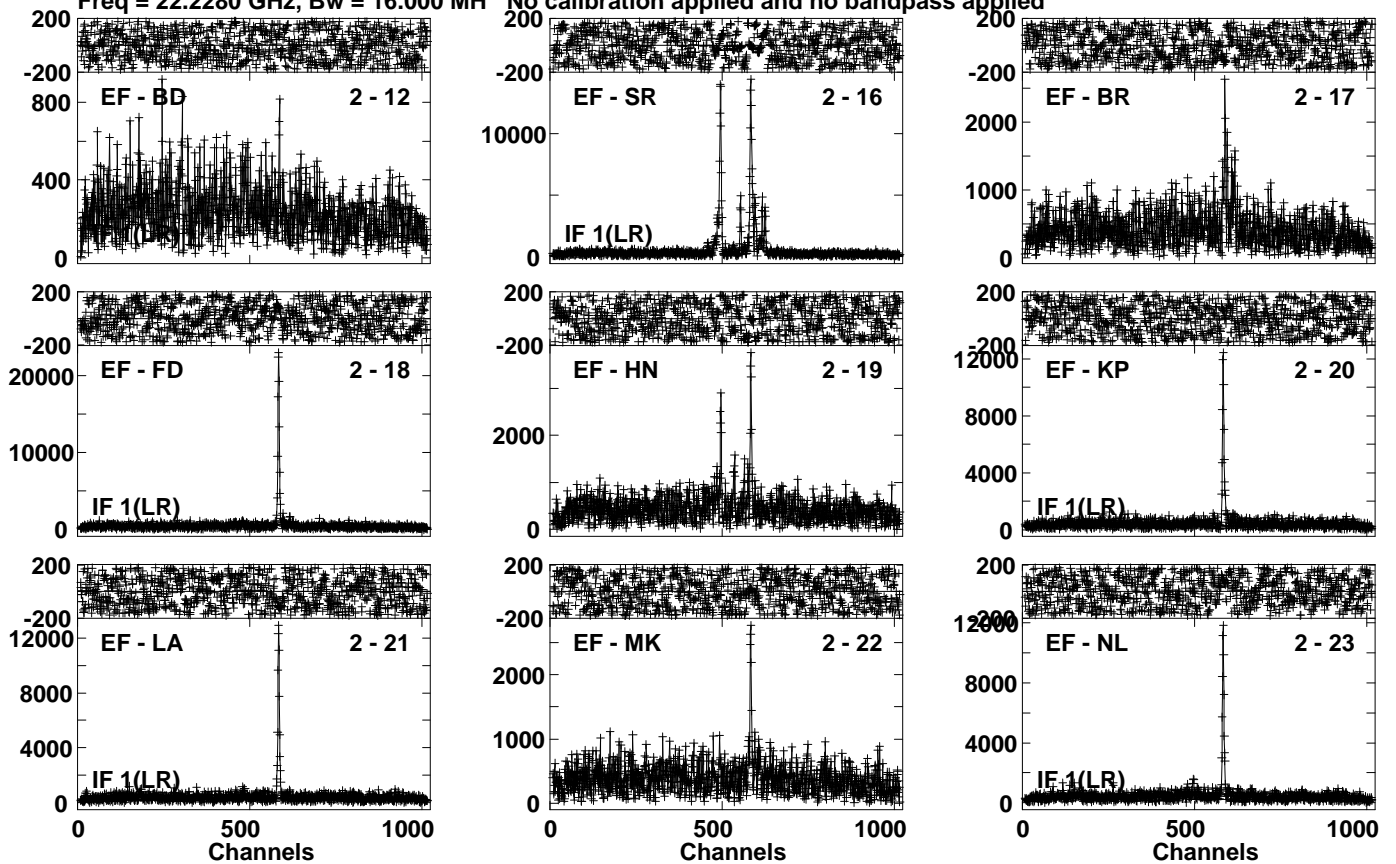 Freq = 22.2280 GHz, Bw = 16.000 MH No calibration applied and no bandpass applied
200 200 200
-200 -200 -200
EF - BD 2 - 12 EF - SR 2 - 16 EF - BR 2 - 17
800 10000 2000
400 1000
IF 1(LR) IF 1(LR)
0 0 0
200 200 200
-200 -200 -200
EF - FD 2 - 18 EF - HN 2 - 19 EF - KP 2 - 20
20000 2000 12000
8000
10000 4000
IF 1(LR) IF 1(LR)
0 0 0
200 200 200
-200 -200 -200
EF - LA 2 - 21 EF - MK 2 - 22 EF - NL 2 - 23
12000 2000 12000
8000 8000
4000 1000 4000
IF 1(LR) IF 1(LR)
0 0 0
0 500 1000 0 500 1000 0 500 1000
Channels Channels Channels